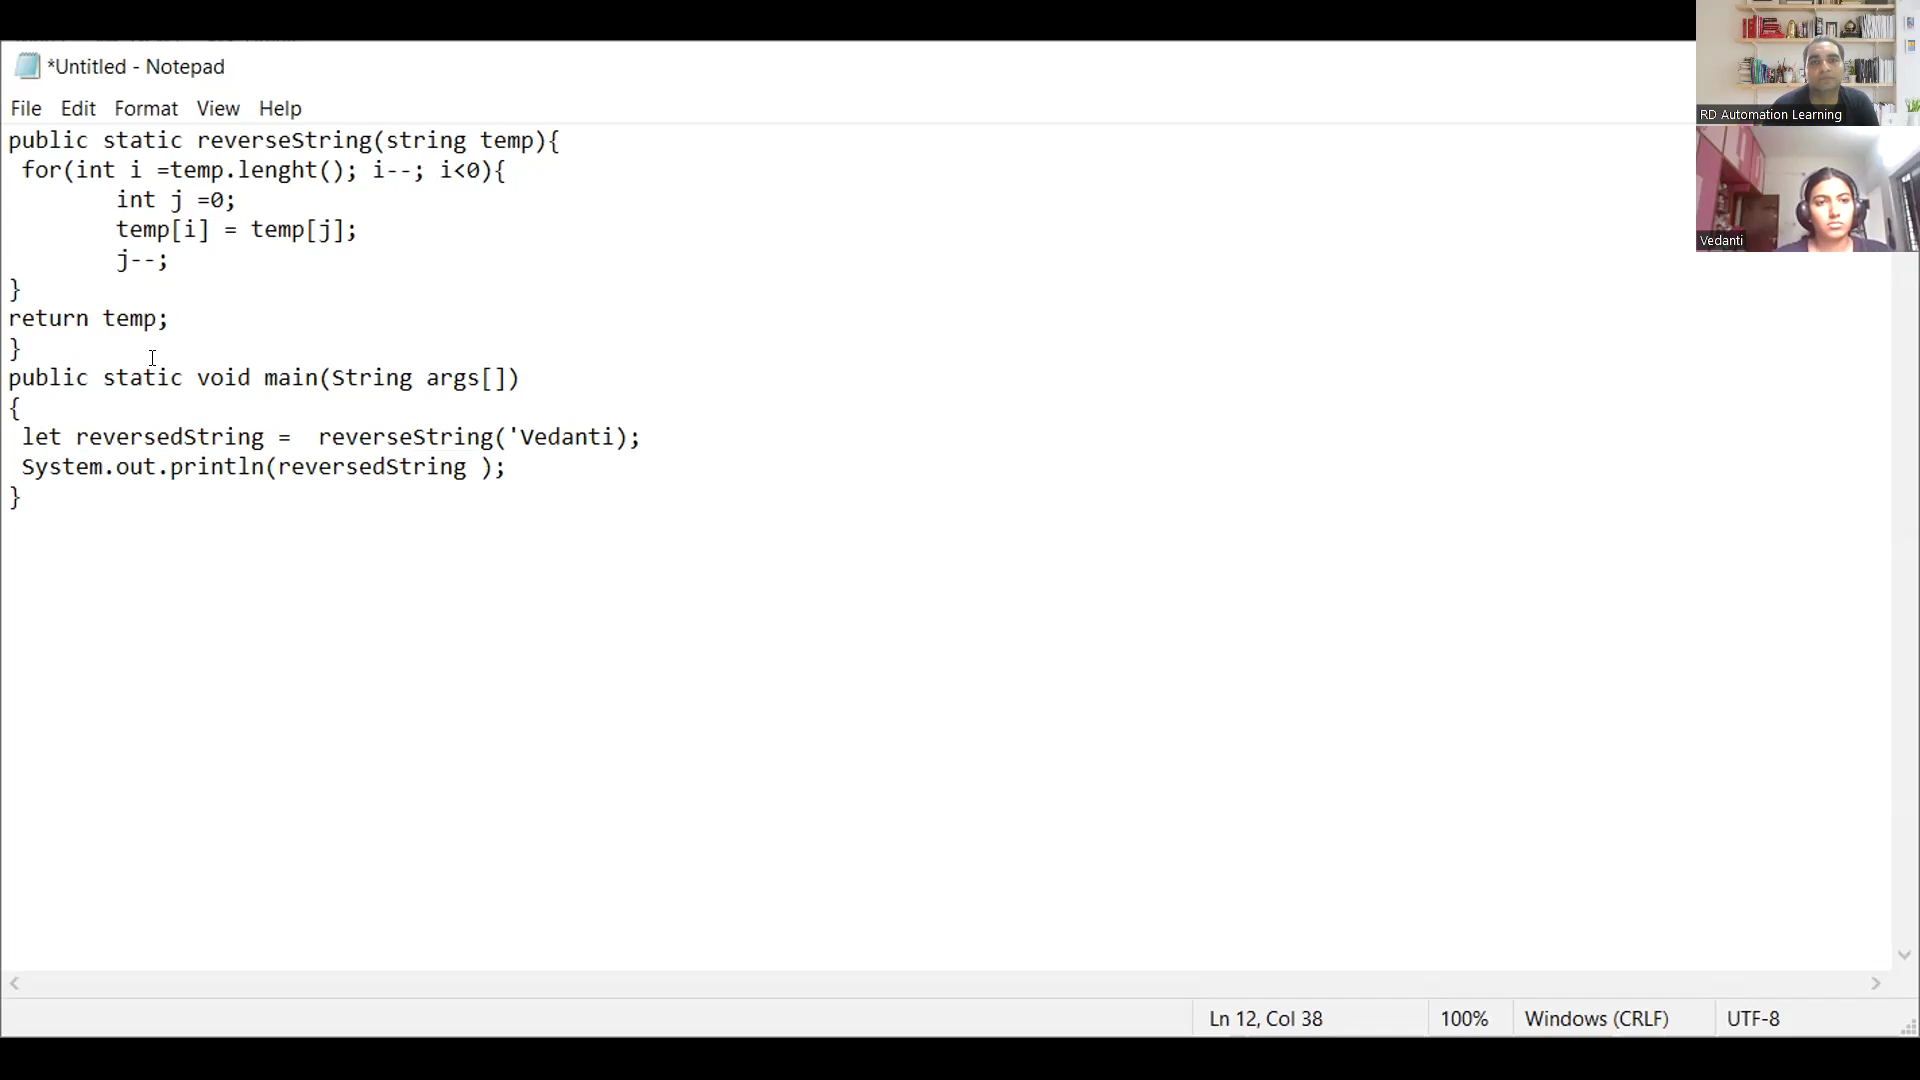 *Untitled - Notepad
File Edit Format View Help
public static reverseString(string temp){
for(int i =temp.lenght(); i--; i<0){
int j =0;
temp[i] = temp[j];
j--;
}
return temp;
}
public static void main(String args[])
{
let reversedString =  reverseString('Vedanti);
System.out.println(reversedString );
}
Ln 12, Col 38
100%
Windows (CRLF)
UTF-8
RD Automation Learning
Vedanti